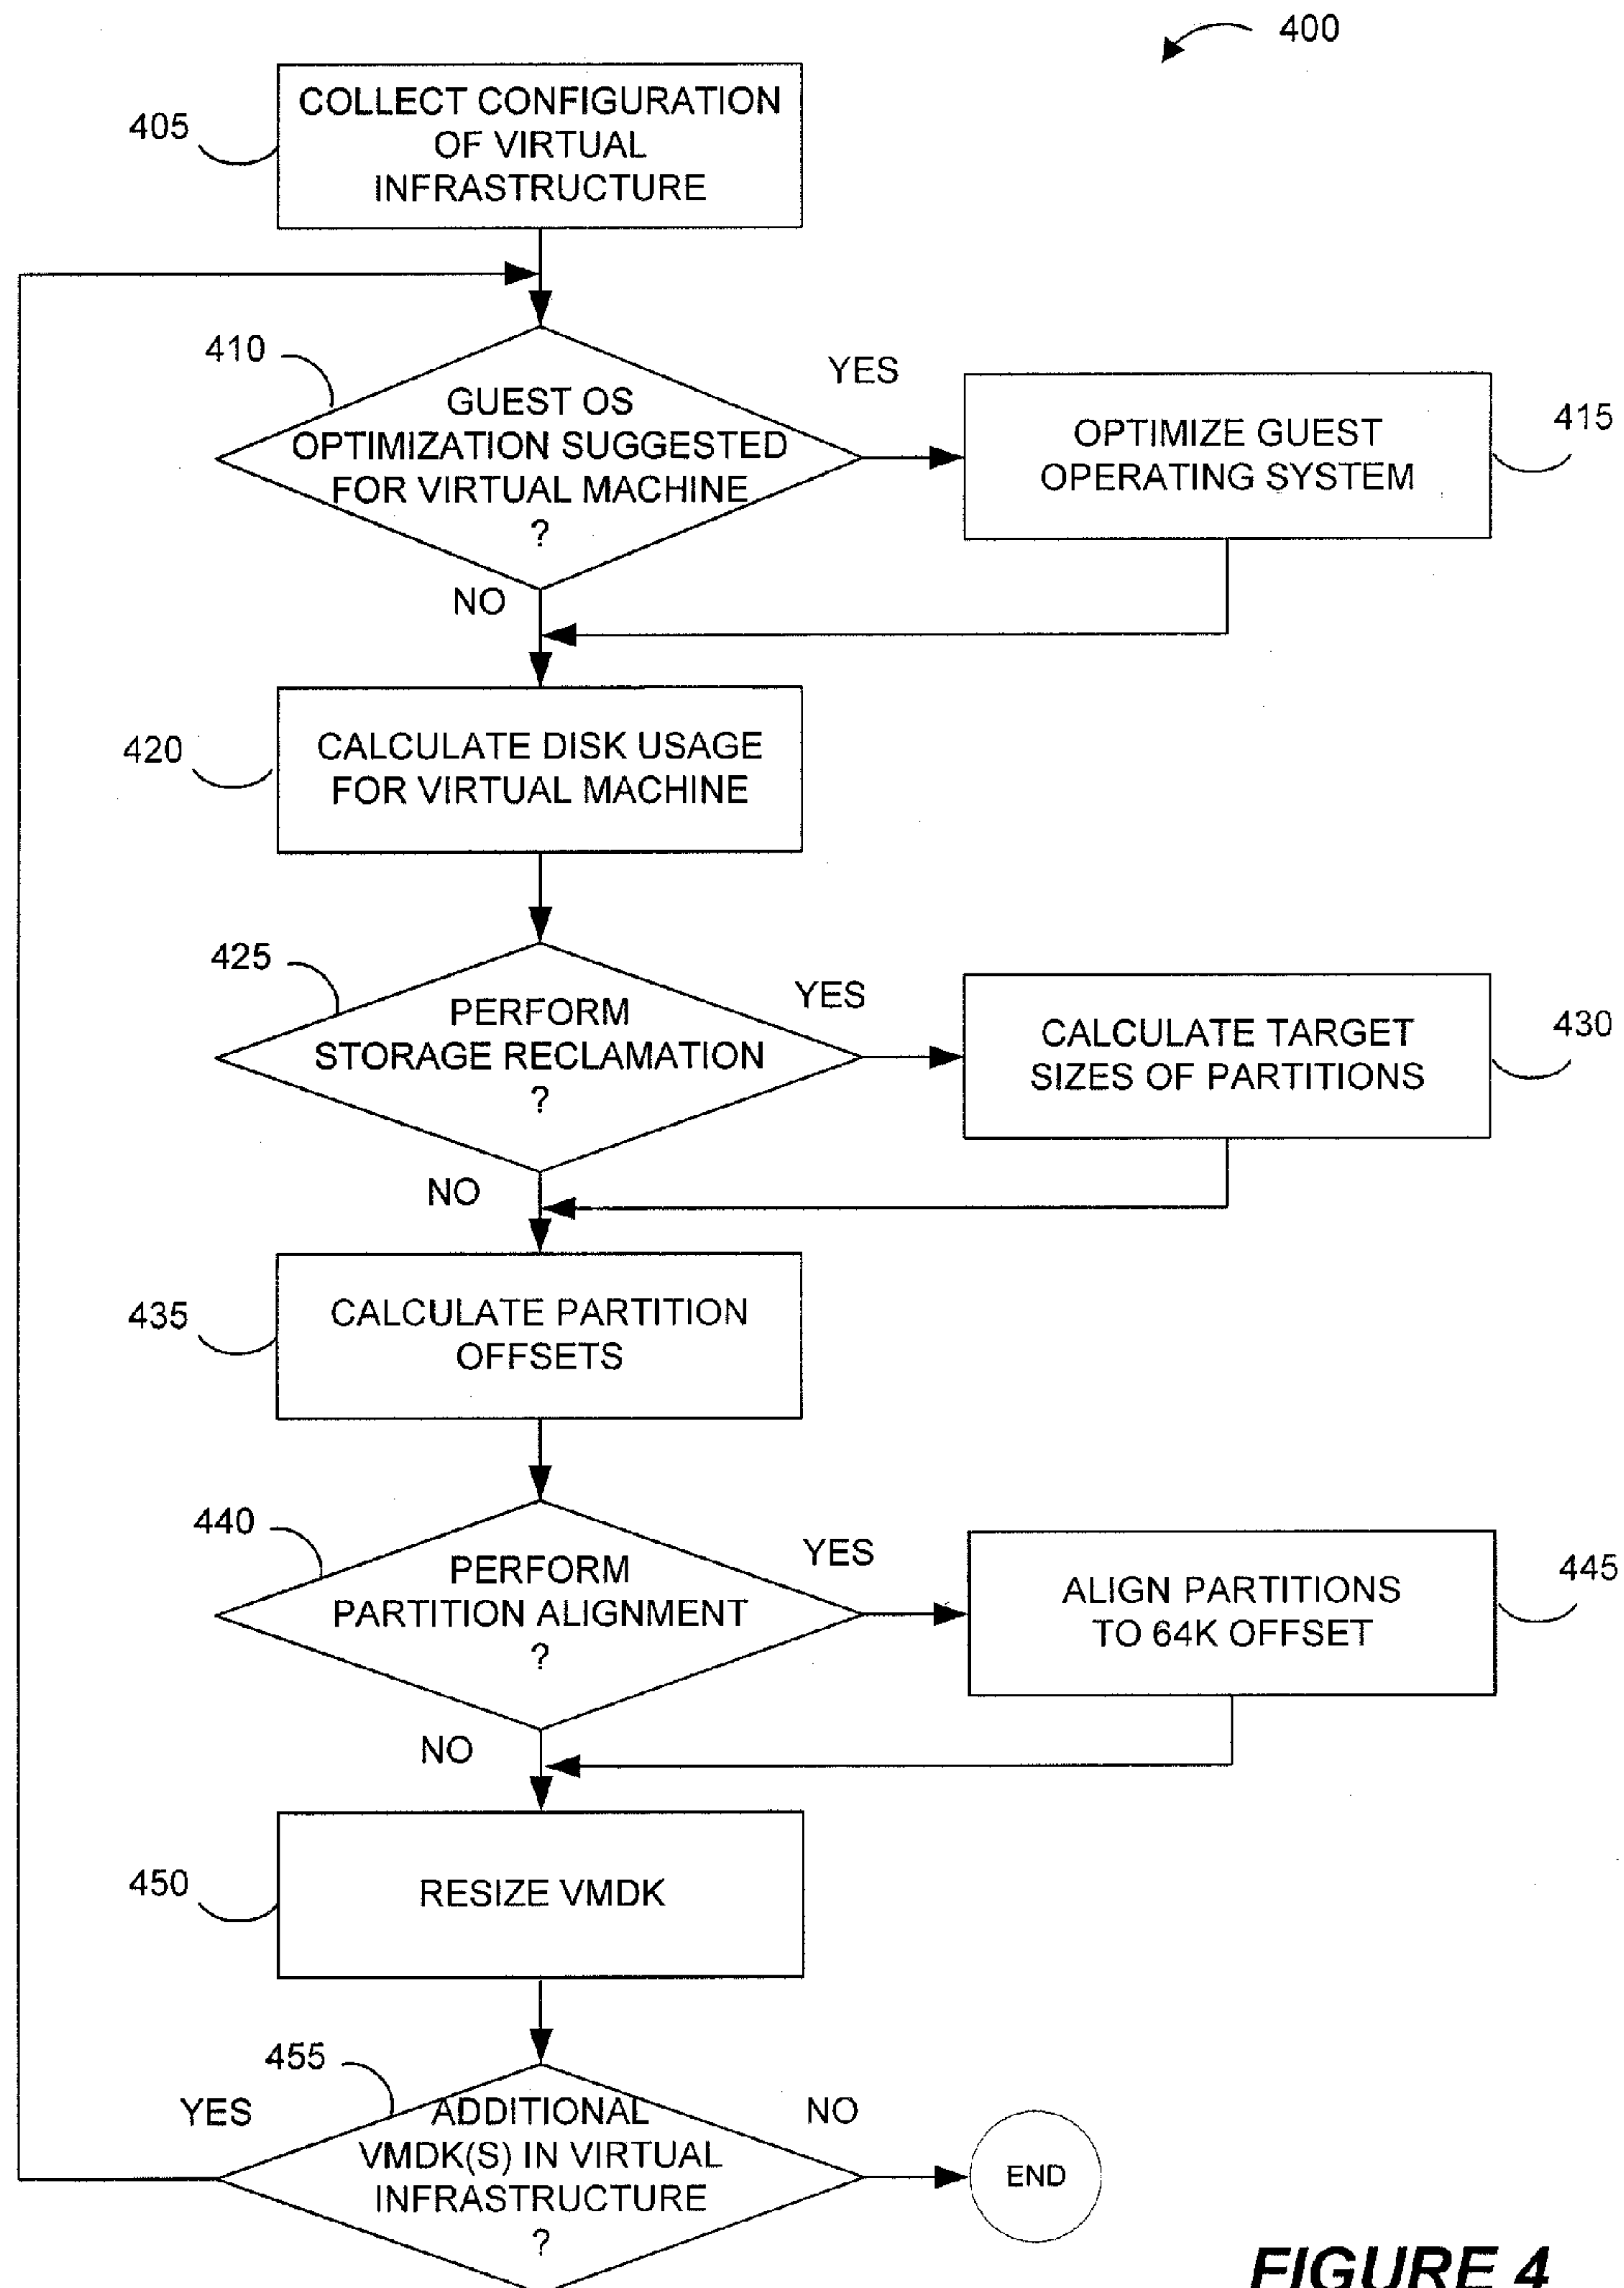 400
COLLECT CONFIGURATION
OF VIRTUAL
INFRASTRUCTURE
405
410
GUEST OS
OPTIMIZATION SUGGESTED
FOR VIRTUAL MACHINE
?
YES
OPTIMIZE GUEST
OPERATING SYSTEM
415
NO
420
CALCULATE DISK USAGE
FOR VIRTUAL MACHINE
425
PERFORM
STORAGE RECLAMATION
?
YES
CALCULATE TARGET
SIZES OF PARTITIONS
430
NO
435
CALCULATE PARTITION
OFFSETS
440
PERFORM
PARTITION ALIGNMENT
?
YES
ALIGN PARTITIONS
TO 64K OFFSET
445
NO
450
RESIZE VMDK
455
YES
ADDITIONAL
VMDK(S) IN VIRTUAL
INFRASTRUCTURE
?
NO
END
FIGURE 4